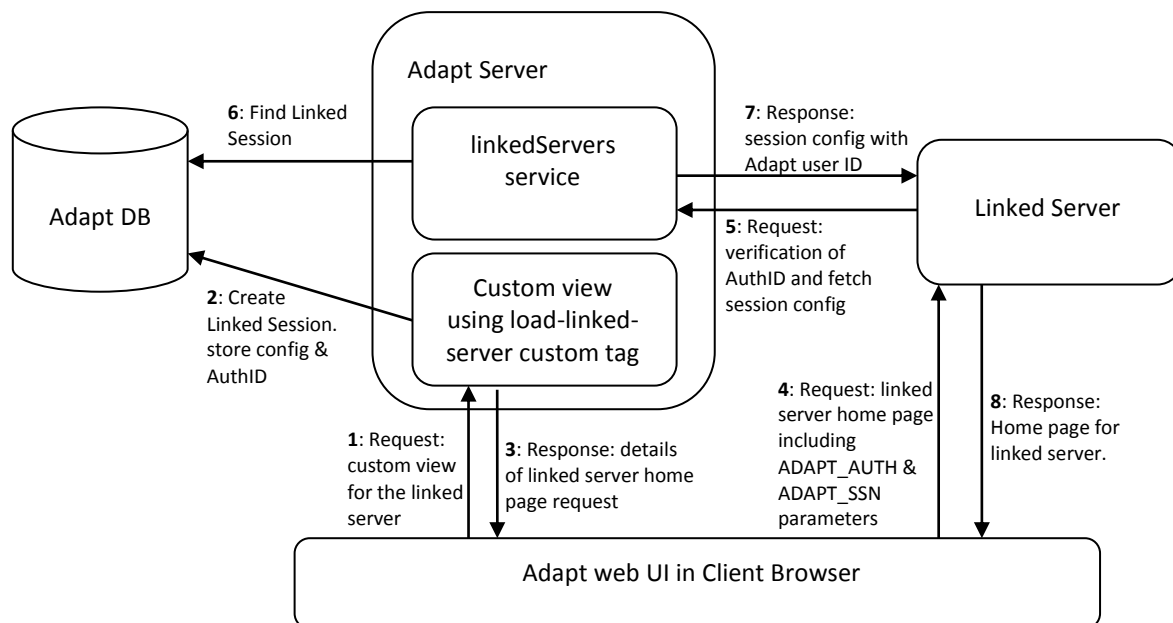 Adapt Server
6: Find Linked
Session
linkedServers
service
7: Response:
session config with
Adapt user ID
Adapt DB
Linked Server
5: Request:
verification of
AuthID and fetch
session config
2: Create
Linked Session.
store config &
AuthID
Custom view
using load-linked-
server custom tag
1: Request:
custom view
for the linked
server
3: Response: details
of linked server home
page request
4: Request: linked
server home page
including
ADAPT_AUTH &
ADAPT_SSN
parameters
8: Response:
Home page for
linked server.
Adapt web UI in Client Browser